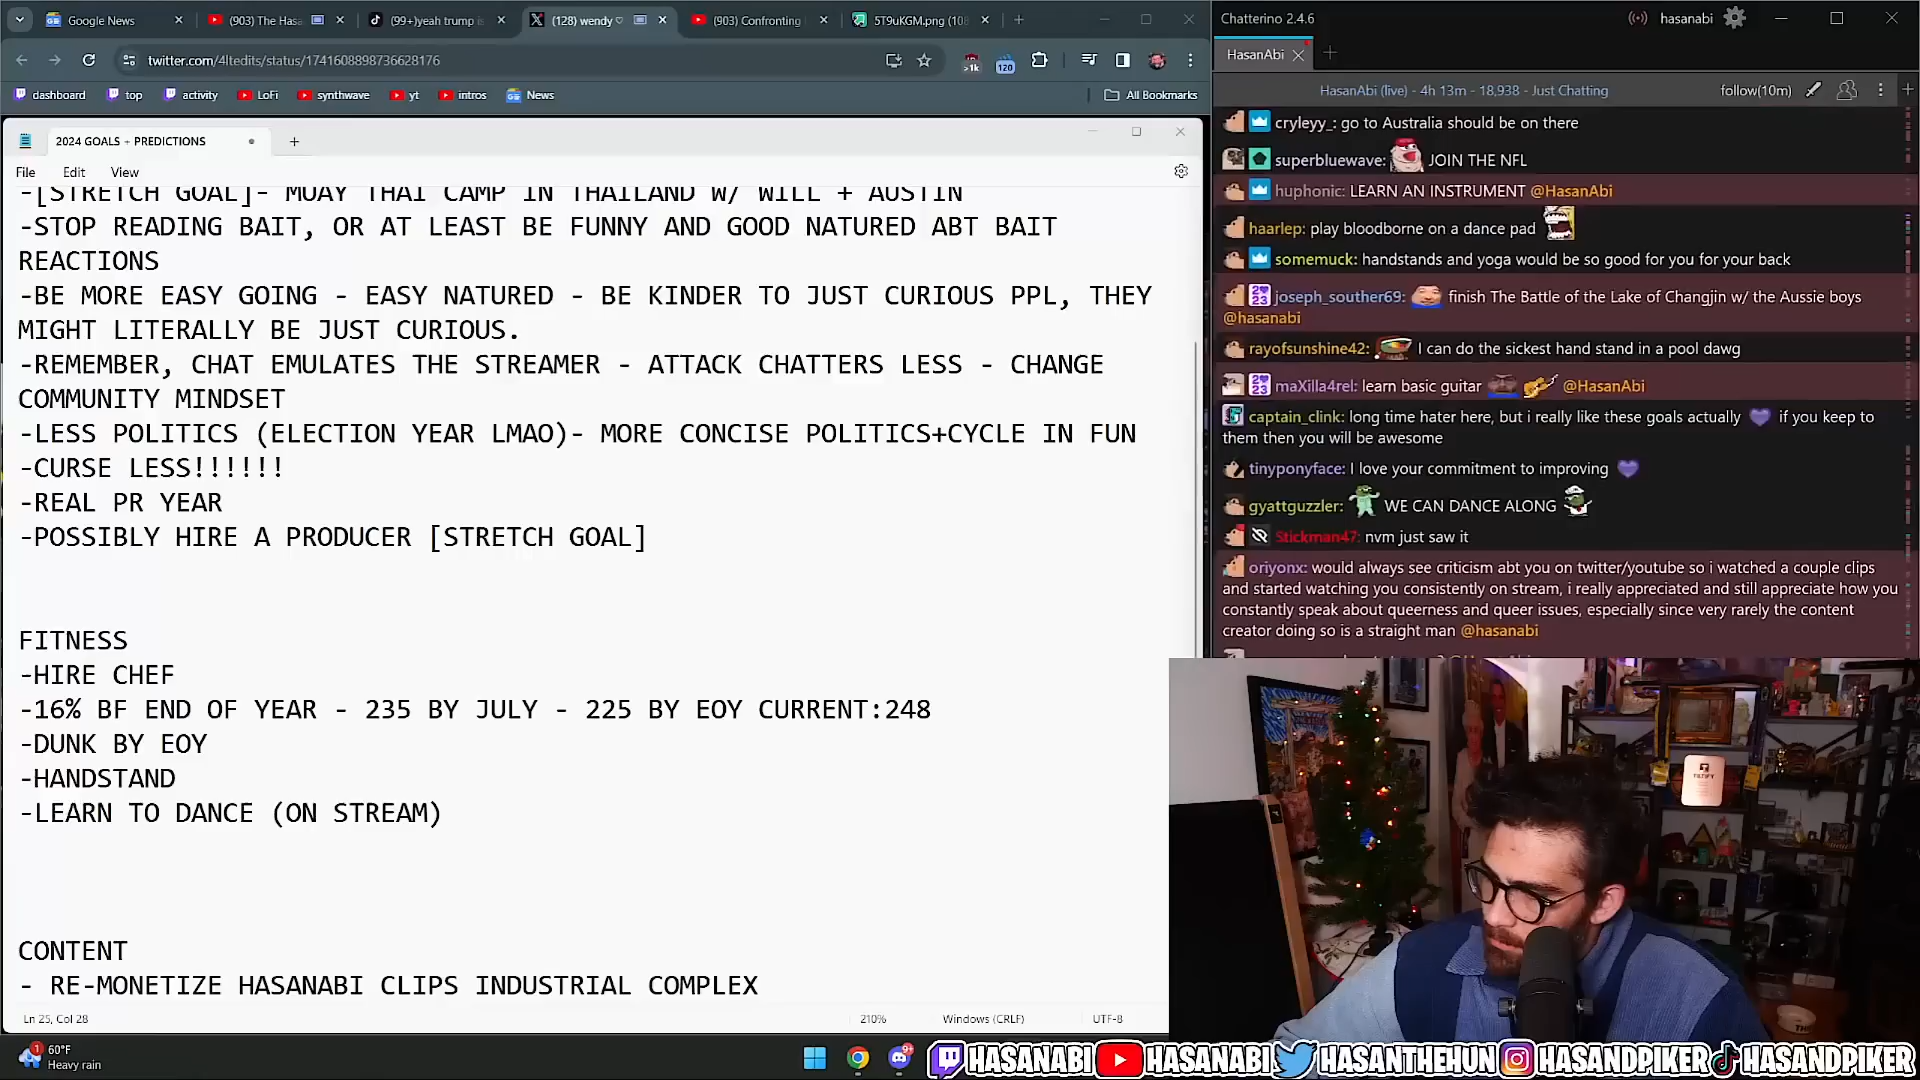 Google News
(903) The Hasa
(99+)yeah trump is
(128) wendy
(903) Confronting
5T9uKGM.png (108
twitter.com/4ltedits/status/1741608898736628176
>1k
120
dashboard
top
activity
LoFi
synthwave
yt
intros
News
All Bookmarks
2024 GOALS + PREDICTIONS
File
Edit
View
-[STRETCH GOAL]- MUAY THAI CAMP IN THAILAND W/ WILL + AUSTIN
-STOP READING BAIT, OR AT LEAST BE FUNNY AND GOOD NATURED ABT BAIT
REACTIONS
-BE MORE EASY GOING - EASY NATURED - BE KINDER TO JUST CURIOUS PPL, THEY
MIGHT LITERALLY BE JUST CURIOUS.
-REMEMBER, CHAT EMULATES THE STREAMER - ATTACK CHATTERS LESS - CHANGE
COMMUNITY MINDSET
-LESS POLITICS (ELECTION YEAR LMAO)- MORE CONCISE POLITICS+CYCLE IN FUN
-CURSE LESS!!!!!!
-REAL PR YEAR
-POSSIBLY HIRE A PRODUCER [STRETCH GOAL]
FITNESS
-HIRE CHEF
-16% BF END OF YEAR - 235 BY JULY - 225 BY EOY CURRENT:248
-DUNK BY EOY
-HANDSTAND
-LEARN TO DANCE (ON STREAM)
CONTENT
- RE-MONETIZE HASANABI CLIPS INDUSTRIAL COMPLEX
Ln 25, Col 28
210%
Windows (CRLF)
UTF-8
1
60°F
Heavy rain
9+
Chatterino 2.4.6
hasanabi
HasanAbi
HasanAbi (live) - 4h 13m - 18,938 - Just Chatting
follow(10m)
cryleyy_: go to Australia should be on there
superbluewave: JOIN THE NFL
huphonic: LEARN AN INSTRUMENT @HasanAbi
haarlep: play bloodborne on a dance pad
somemuck: handstands and yoga would be so good for you for your back
joseph_souther69: finish The Battle of the Lake of Changjin w/ the Aussie boys
@hasanabi
rayofsunshine42: I can do the sickest hand stand in a pool dawg
maXilla4rel: learn basic guitar @HasanAbi
captain_clink: long time hater here, but i really like these goals actually if you keep to
them then you will be awesome
tinyponyface: I love your commitment to improving
gyattguzzler: WE CAN DANCE ALONG
Stickman47: nvm just saw it
oriyonx: would always see criticism abt you on twitter/youtube so i watched a couple clips
and started watching you consistently on stream, i really appreciated and still appreciate how you
constantly speak about queerness and queer issues, especially since very rarely the content
creator doing so is a straight man @hasanabi
HASANABI
HASANABI
HASANTHEHUN
HASANDPIKER
HASANDPIKER